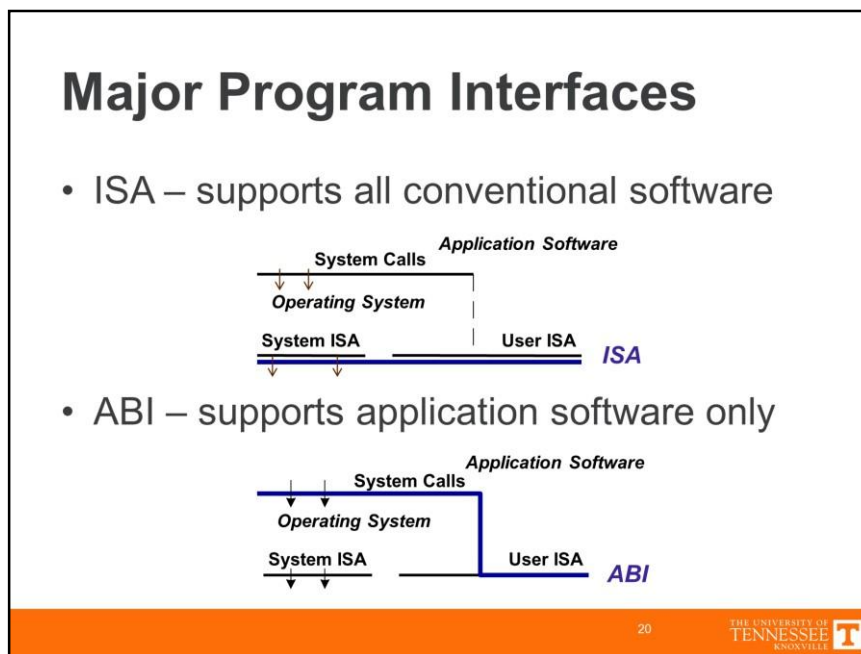 Major Program Interfaces
• ISA – supports all conventional software
Application Software
System Calls
Operating System
System ISA
User ISA
ISA
• ABI – supports application software only
Application Software
System Calls
Operating System
System ISA
User ISA
ABI
20
THE UNIVERSITY OF
TENNESSEE T
KNOXVILLE